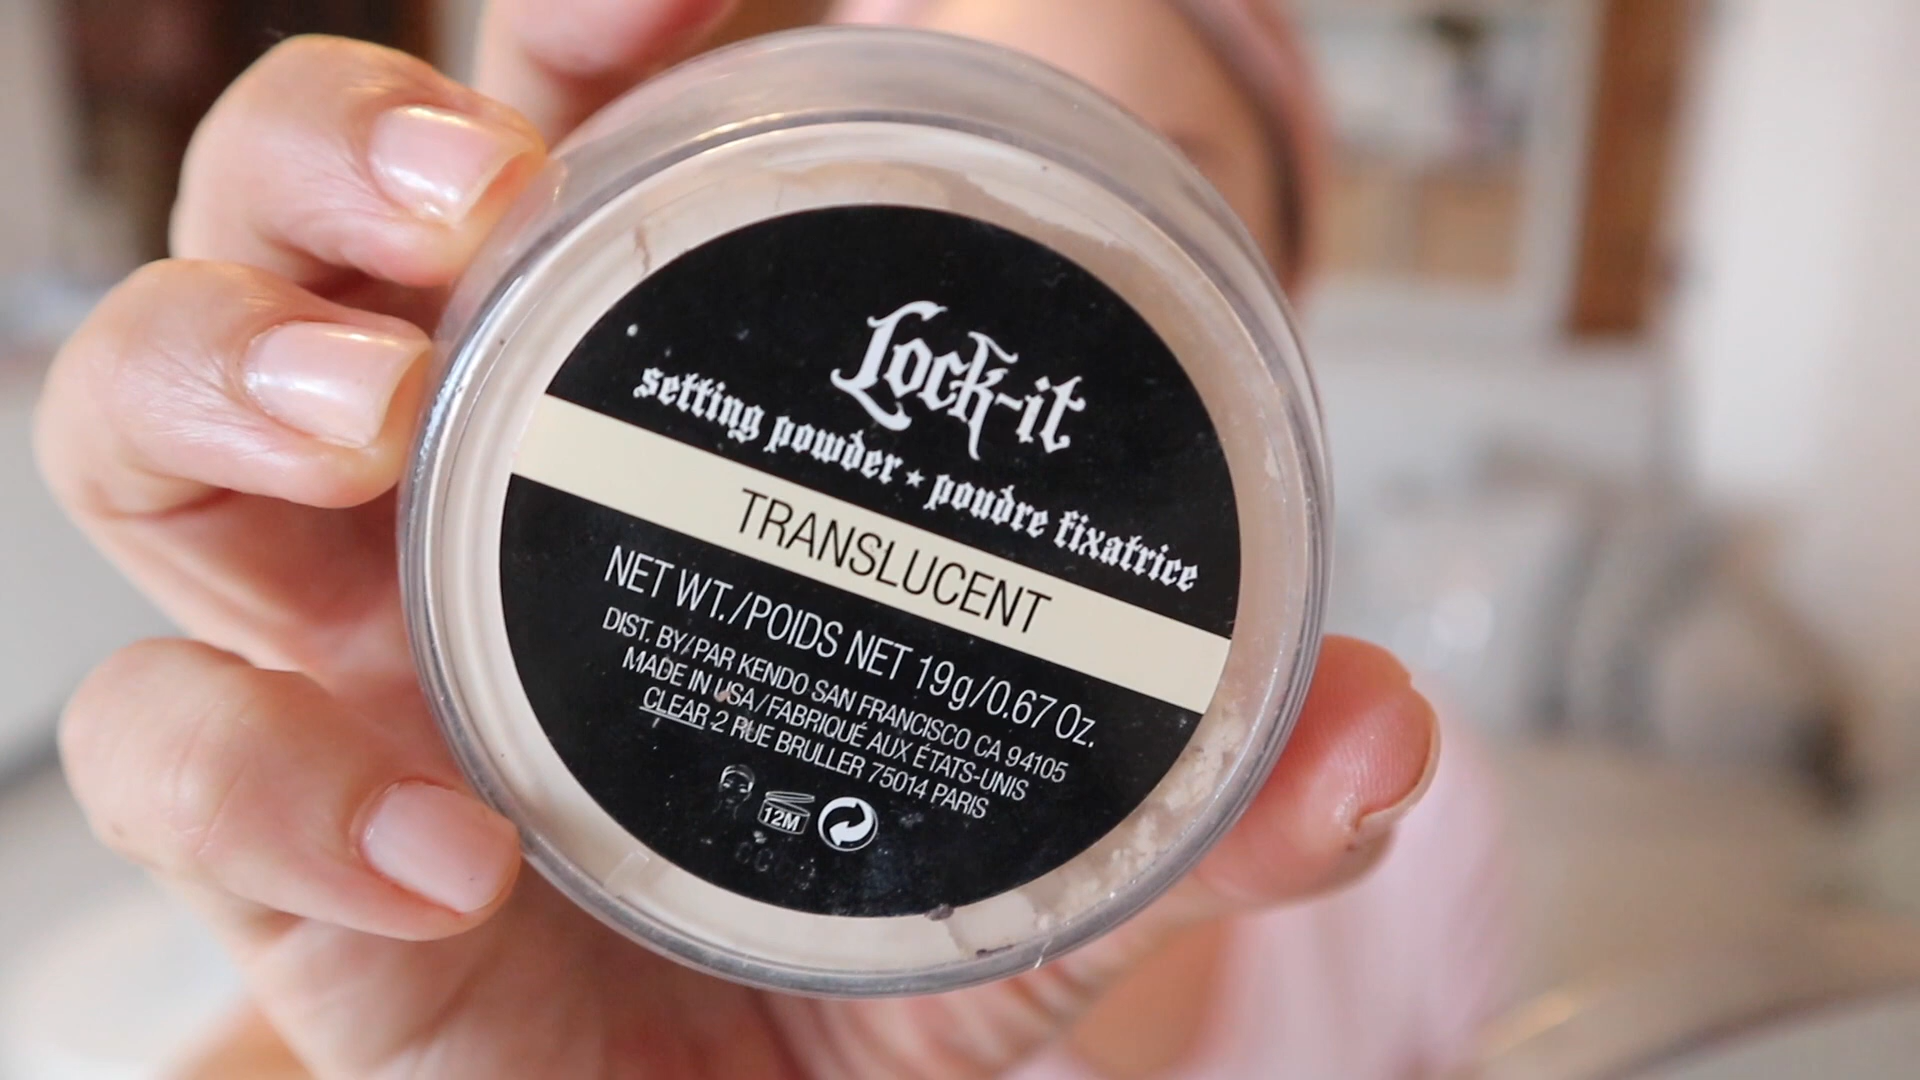 Lock-it
setting powder ★ poudre fixatrice
TRANSLUCENT
NET WT./POIDS NET 19g/0.67 Oz.
DIST. BY/PAR KENDO SAN FRANCISCO CA 94105
MADE IN USA/FABRIQUÉ AUX ÉTATS-UNIS
CLEAR 2 RUE BRULLER 75014 PARIS
12M